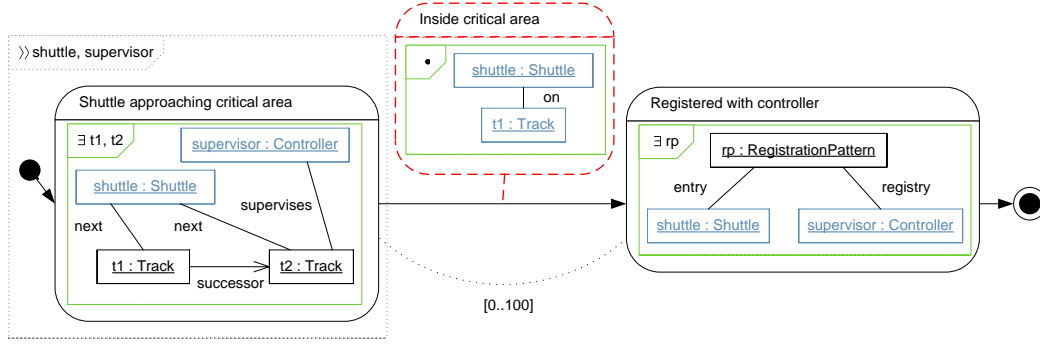 ⟩⟩ shuttle, supervisor
Shuttle approaching critical area
∃ t1, t2
supervisor : Controller
shuttle : Shuttle
supervises
next
next
t1 : Track
t2 : Track
successor
Inside critical area
•
shuttle : Shuttle
on
t1 : Track
[0..100]
Registered with controller
∃ rp
rp : RegistrationPattern
entry
registry
shuttle : Shuttle
supervisor : Controller